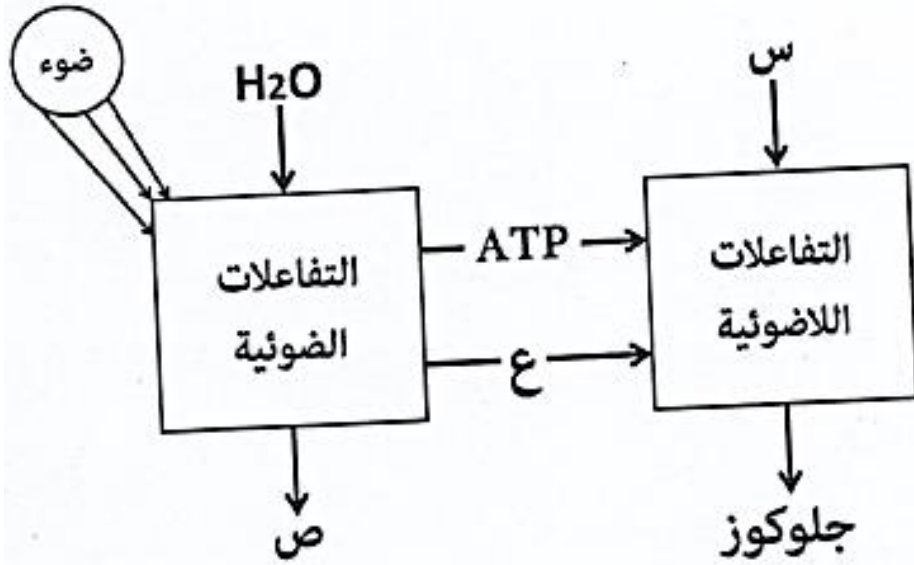 ضوء
H2O
س
التفاعلات
الضوئية
ATP
ع
التفاعلات
اللاضوئية
ص
جلوكوز